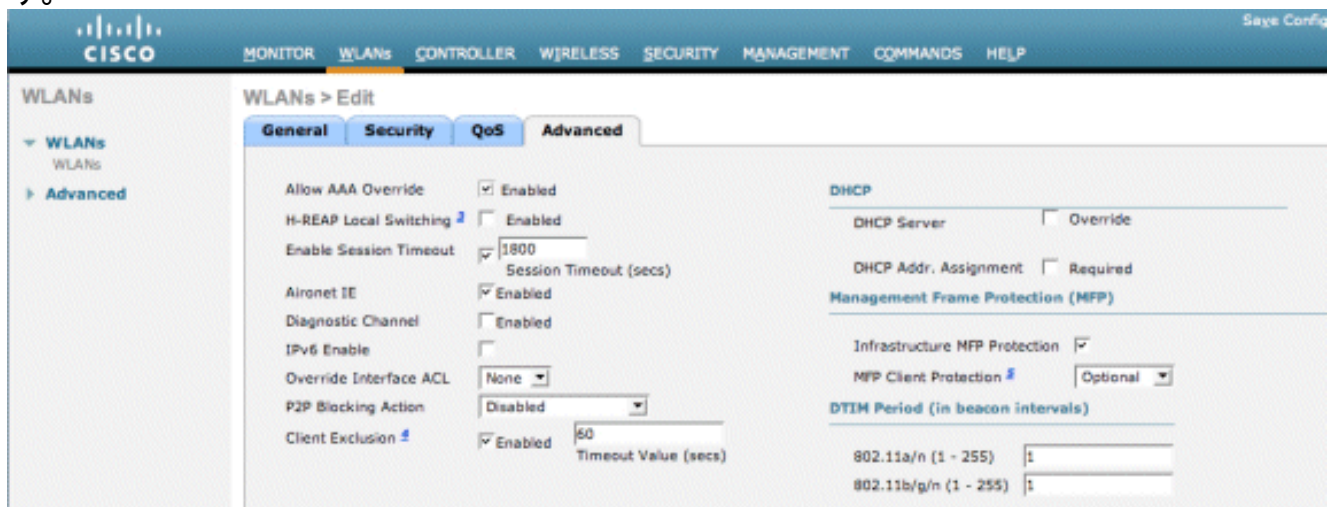 す。
Save Config
CISCO
MONITOR WLANs CONTROLLER WIRELESS SECURITY MANAGEMENT COMMANDS HELP
WLANs
WLANs
WLANs
Advanced
WLANs > Edit
General Security QoS Advanced
Allow AAA Override Enabled
H-REAP Local Switching 3 Enabled
Enable Session Timeout 1800
Session Timeout (secs)
Aironet IE Enabled
Diagnostic Channel Enabled
IPv6 Enable
Override Interface ACL None
P2P Blocking Action Disabled
Client Exclusion 4 Enabled 60
Timeout Value (secs)
DHCP
DHCP Server Override
DHCP Addr. Assignment Required
Management Frame Protection (MFP)
Infrastructure MFP Protection
MFP Client Protection 5 Optional
DTIM Period (in beacon intervals)
802.11a/n (1 - 255) 1
802.11b/g/n (1 - 255) 1